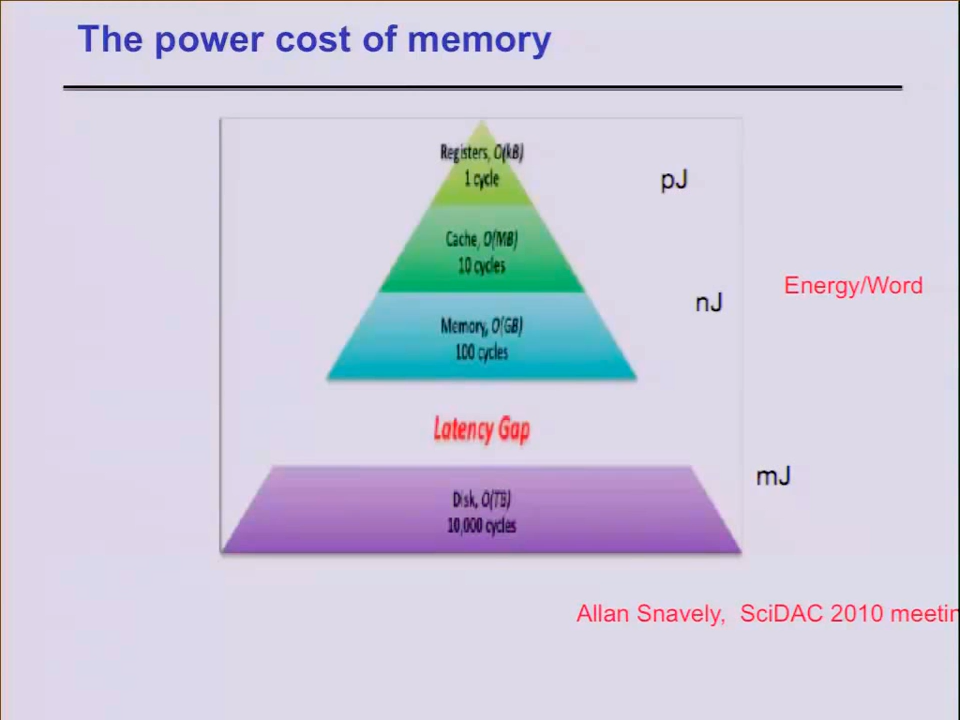 The power cost of memory
Registers, O(kB)
1 cycle
pJ
Cache, O(MB)
10 cycles
Energy/Word
nJ
Memory, O(GB)
100 cycles
Latency Gap
mJ
Disk, O(TB)
10,000 cycles
Allan Snavely, SciDAC 2010 meetin